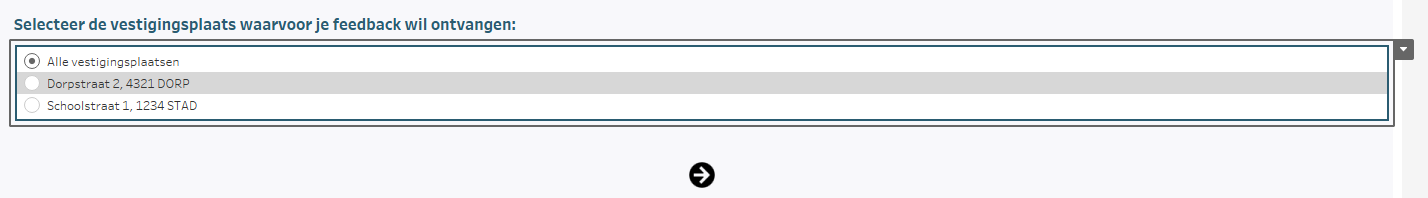 Selecteer de vestigingsplaats waarvoor je feedback wil ontvangen:
Alle vestigingsplaatsen
Dorpstraat 2, 4321 DORP
Schoolstraat 1, 1234 STAD